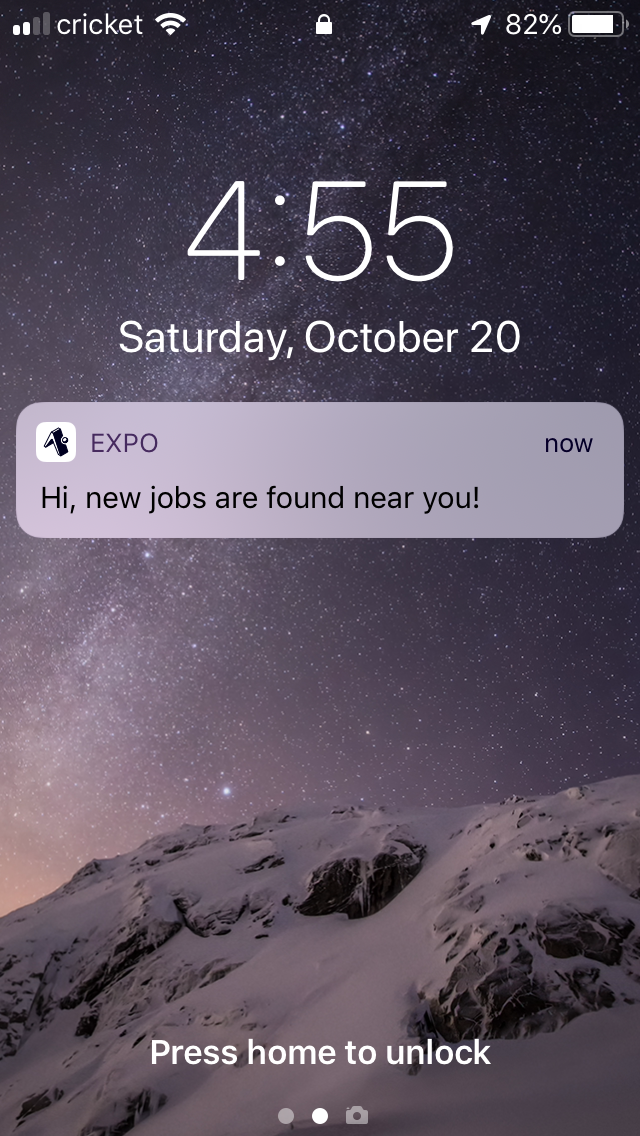 cricket 82%
4:55
Saturday, October 20
EXPO now
Hi, new jobs are found near you!
Press home to unlock